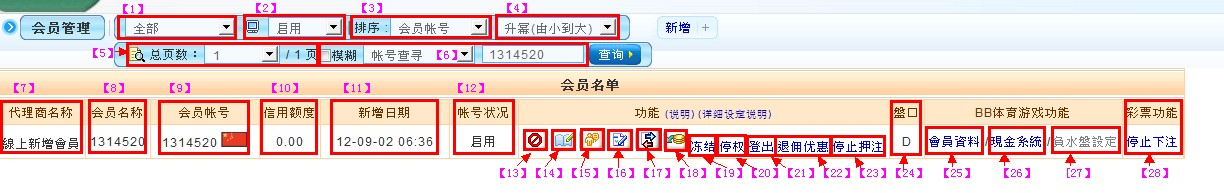 【1】 【2】 【3】 【4】
会员管理 全部 启用 排序： 会员帐号 升冪(由小到大) 新增 +
【5】 总页数： 1 / 1 页 模糊 帐号查寻 【6】 1314520 查询
会员名单
【7】 【8】 【9】 【10】 【11】 【12】
代理商名称 会员名称 会员帐号 信用额度 新增日期 帐号状况 功能 (说明) (详细设定说明) 盤口 BB体育游戏功能 彩票功能
線上新增會員 1314520 1314520 0.00 12-09-02 06:36 启用 冻结 停权 登出 退佣优惠 停止押注 D 會員資料 / 現金系統 / 負水盤設定 停止下注
【13】 【14】 【15】 【16】 【17】 【18】 【19】 【20】 【21】 【22】 【23】 【24】 【25】 【26】 【27】 【28】